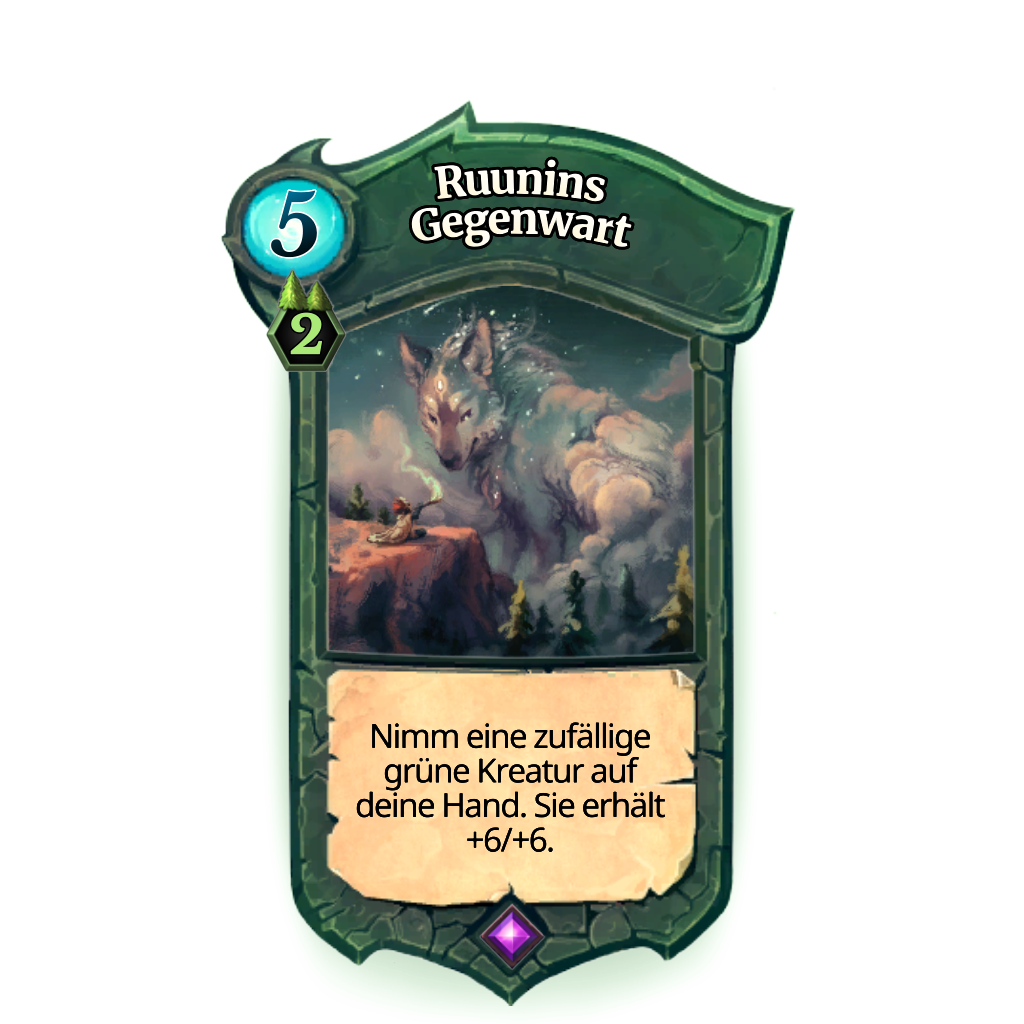 Ruunins
Gegenwart
5
2
Nimm eine zufällige
grüne Kreatur auf
deine Hand. Sie erhält
+6/+6.